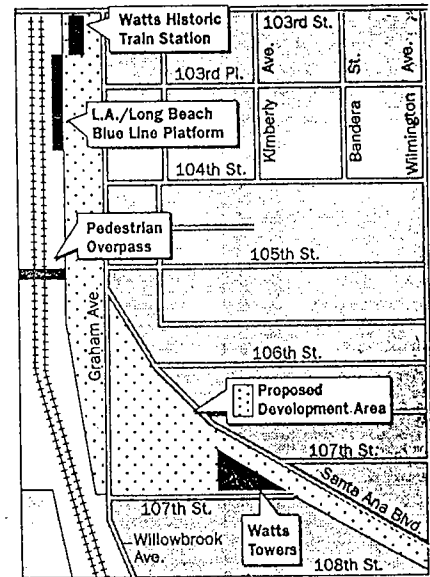 Watts Historic
Train Station
103rd St.
103rd Pl.
Kimberly Ave.
Bandera St.
Wilmington Ave.
L.A./Long Beach
Blue Line Platform
104th St.
Pedestrian
Overpass
105th St.
Graham Ave.
106th St.
Proposed
Development Area
107th St.
Santa Ana Blvd.
107th St.
Watts
Towers
Willowbrook
Ave.
108th St.